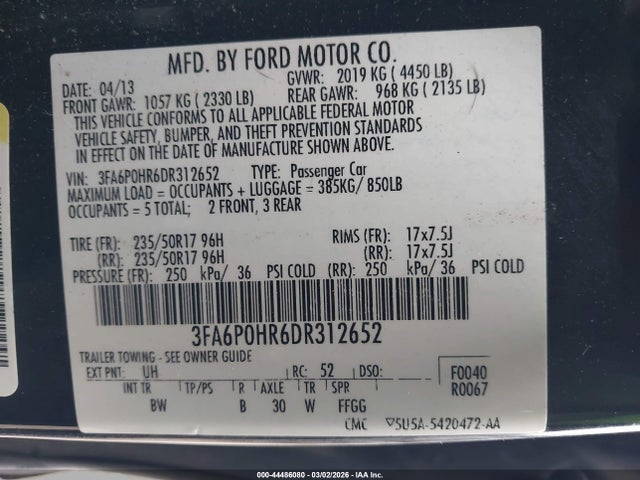 MFD. BY FORD MOTOR CO.
DATE: 04/13 GVWR: 2019 KG ( 4450 LB)
FRONT GAWR: 1057 KG ( 2330 LB) REAR GAWR: 968 KG ( 2135 LB)
THIS VEHICLE CONFORMS TO ALL APPLICABLE FEDERAL MOTOR
VEHICLE SAFETY, BUMPER, AND THEFT PREVENTION STANDARDS
IN EFFECT ON THE DATE OF MANUFACTURE SHOWN ABOVE.
VIN: 3FA6P0HR6DR312652 TYPE: Passenger Car
MAXIMUM LOAD = OCCUPANTS + LUGGAGE = 385KG/ 850LB
OCCUPANTS = 5 TOTAL; 2 FRONT, 3 REAR
TIRE (FR): 235/50R17 96H RIMS (FR): 17x7.5J
(RR): 235/50R17 96H (RR): 17x7.5J
PRESSURE (FR): 250 kPa/ 36 PSI COLD (RR): 250 kPa/ 36 PSI COLD
3FA6P0HR6DR312652
TRAILER TOWING - SEE OWNER GUIDE
EXT PNT: UH RC: 52 DSO: F0040
INT TR TP/PS R AXLE TR SPR R0067
BW B 30 W FFGG
CMC ▽5U5A-5420472-AA
000-44486080 - 03/02/2026 - IAAI.CA